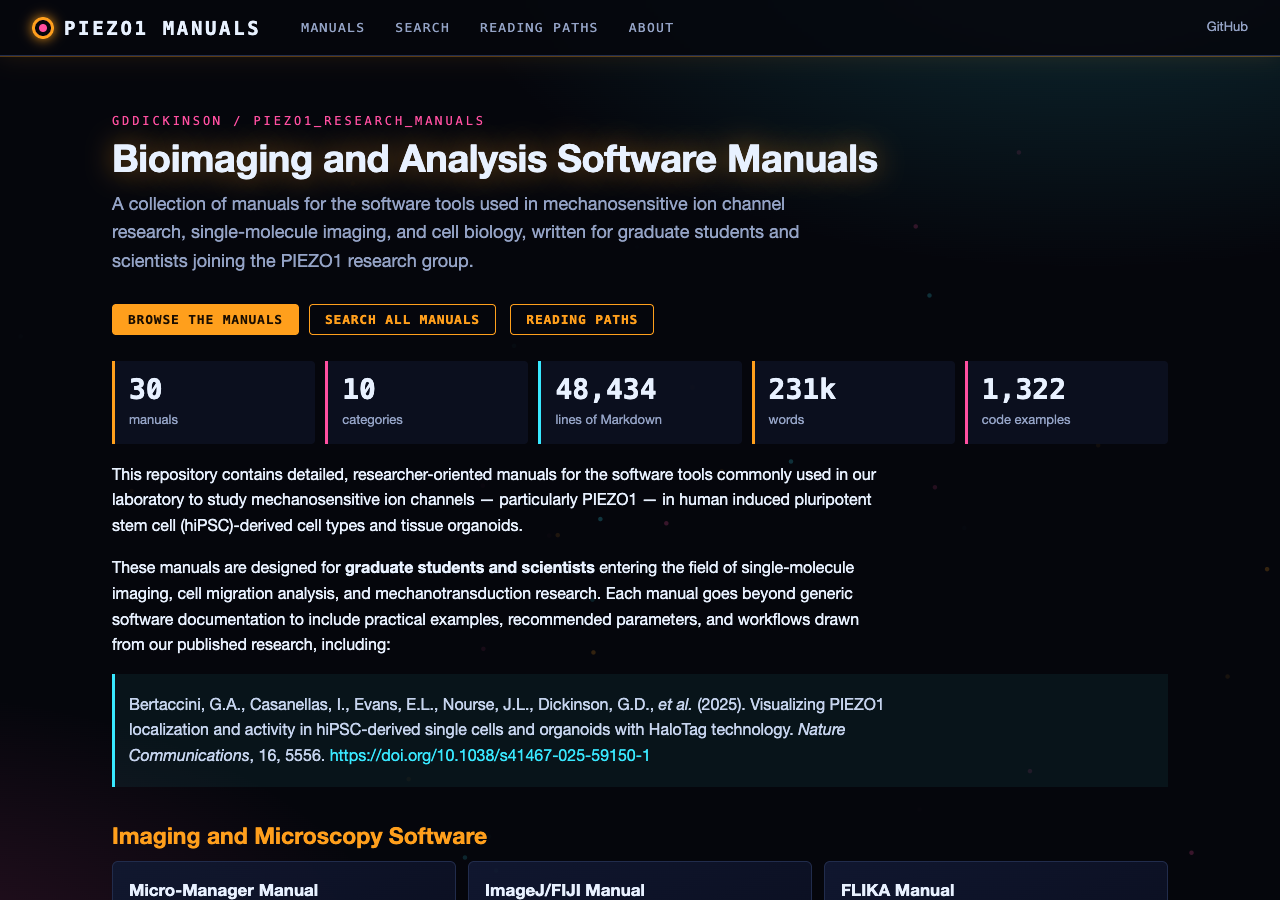 PIEZO1 MANUALS
MANUALS
SEARCH
READING PATHS
ABOUT
GitHub
GDDICKINSON / PIEZO1_RESEARCH_MANUALS
Bioimaging and Analysis Software Manuals
A collection of manuals for the software tools used in mechanosensitive ion channel
research, single-molecule imaging, and cell biology, written for graduate students and
scientists joining the PIEZO1 research group.
BROWSE THE MANUALS
SEARCH ALL MANUALS
READING PATHS
30
manuals
10
categories
48,434
lines of Markdown
231k
words
1,322
code examples
This repository contains detailed, researcher-oriented manuals for the software tools commonly used in our
laboratory to study mechanosensitive ion channels — particularly PIEZO1 — in human induced pluripotent
stem cell (hiPSC)-derived cell types and tissue organoids.
These manuals are designed for graduate students and scientists entering the field of single-molecule
imaging, cell migration analysis, and mechanotransduction research. Each manual goes beyond generic
software documentation to include practical examples, recommended parameters, and workflows drawn
from our published research, including:
Bertaccini, G.A., Casanellas, I., Evans, E.L., Nourse, J.L., Dickinson, G.D., et al. (2025). Visualizing PIEZO1
localization and activity in hiPSC-derived single cells and organoids with HaloTag technology. Nature
Communications, 16, 5556. https://doi.org/10.1038/s41467-025-59150-1
Imaging and Microscopy Software
Micro-Manager Manual
ImageJ/FIJI Manual
FLIKA Manual